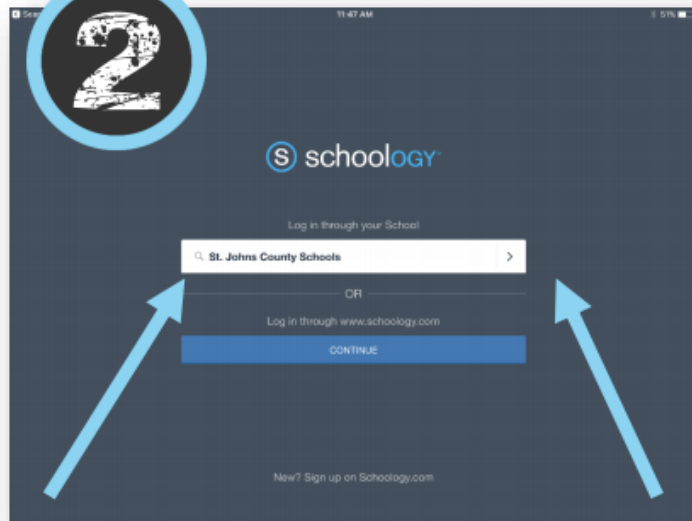 2
11:47 AM
51%
S schoology
Log in through your School
St. Johns County Schools
OR
Log in through www.schoology.com
CONTINUE
New? Sign up on Schoology.com